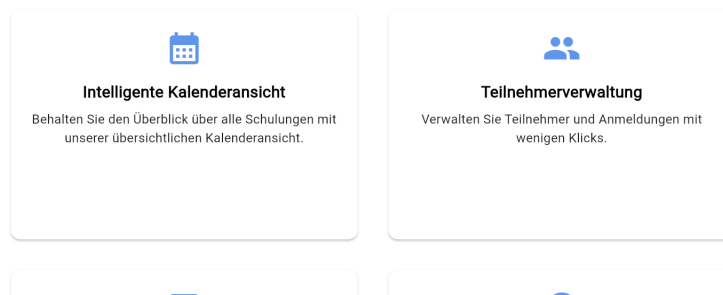 Intelligente Kalenderansicht
Behalten Sie den Überblick über alle Schulungen mit
unserer übersichtlichen Kalenderansicht.
Teilnehmerverwaltung
Verwalten Sie Teilnehmer und Anmeldungen mit
wenigen Klicks.